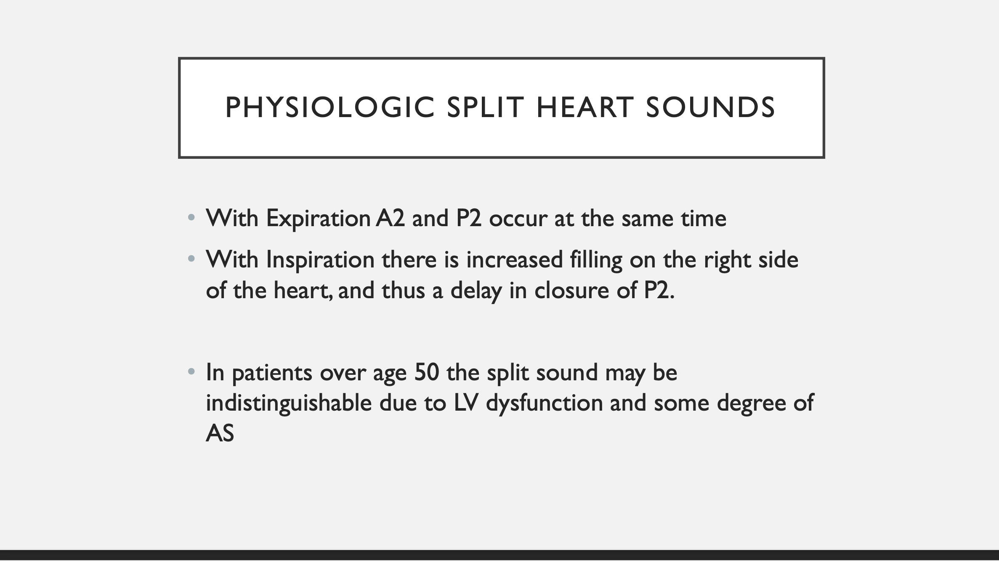 PHYSIOLOGIC SPLIT HEART SOUNDS
• With Expiration A2 and P2 occur at the same time
• With Inspiration there is increased filling on the right side
of the heart, and thus a delay in closure of P2.
• In patients over age 50 the split sound may be
indistinguishable due to LV dysfunction and some degree of
AS